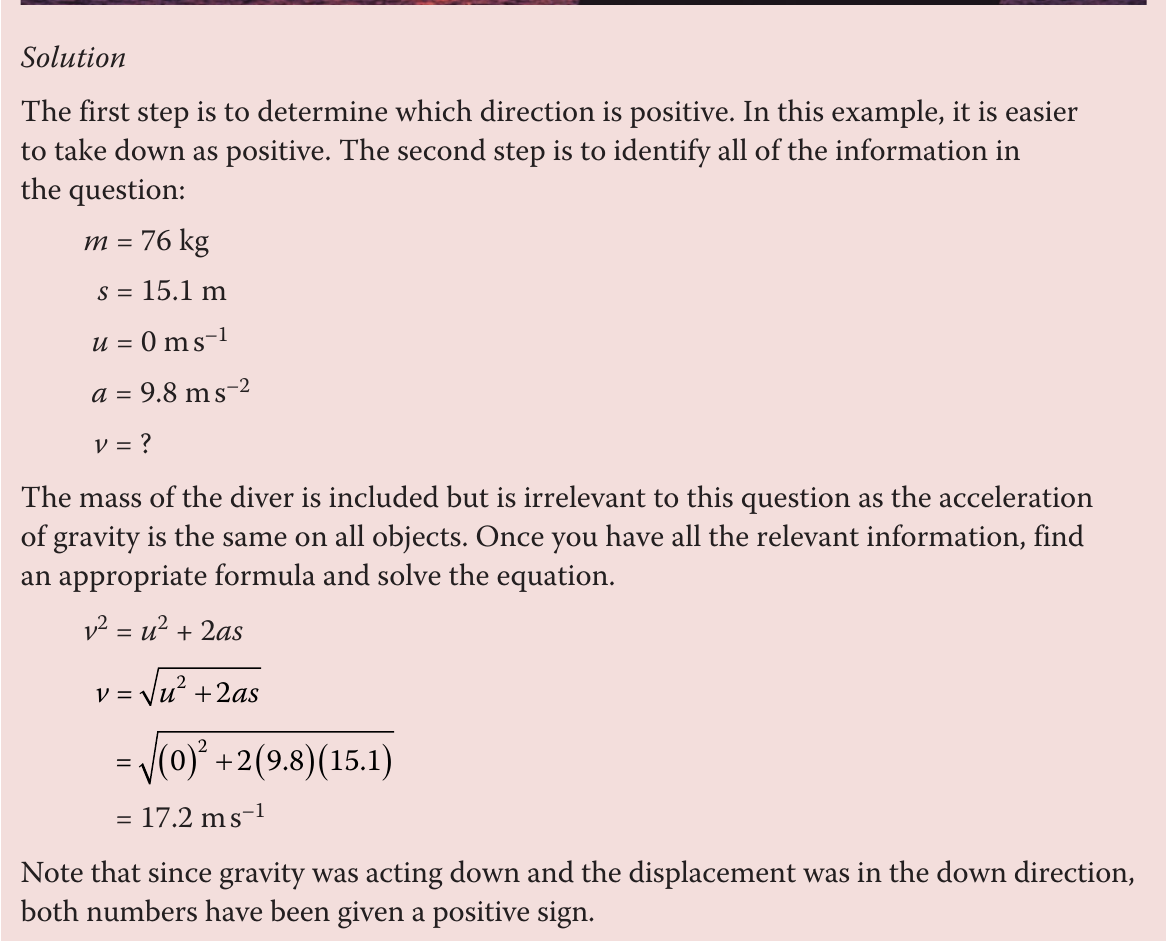 Solution
The first step is to determine which direction is positive. In this example, it is easier
to take down as positive. The second step is to identify all of the information in
the question:
m = 76 kg
s = 15.1 m
u = 0 m s⁻¹
a = 9.8 m s⁻²
v = ?
The mass of the diver is included but is irrelevant to this question as the acceleration
of gravity is the same on all objects. Once you have all the relevant information, find
an appropriate formula and solve the equation.
v² = u² + 2as
v = √(u² + 2as)
= √((0)² + 2(9.8)(15.1))
= 17.2 m s⁻¹
Note that since gravity was acting down and the displacement was in the down direction,
both numbers have been given a positive sign.